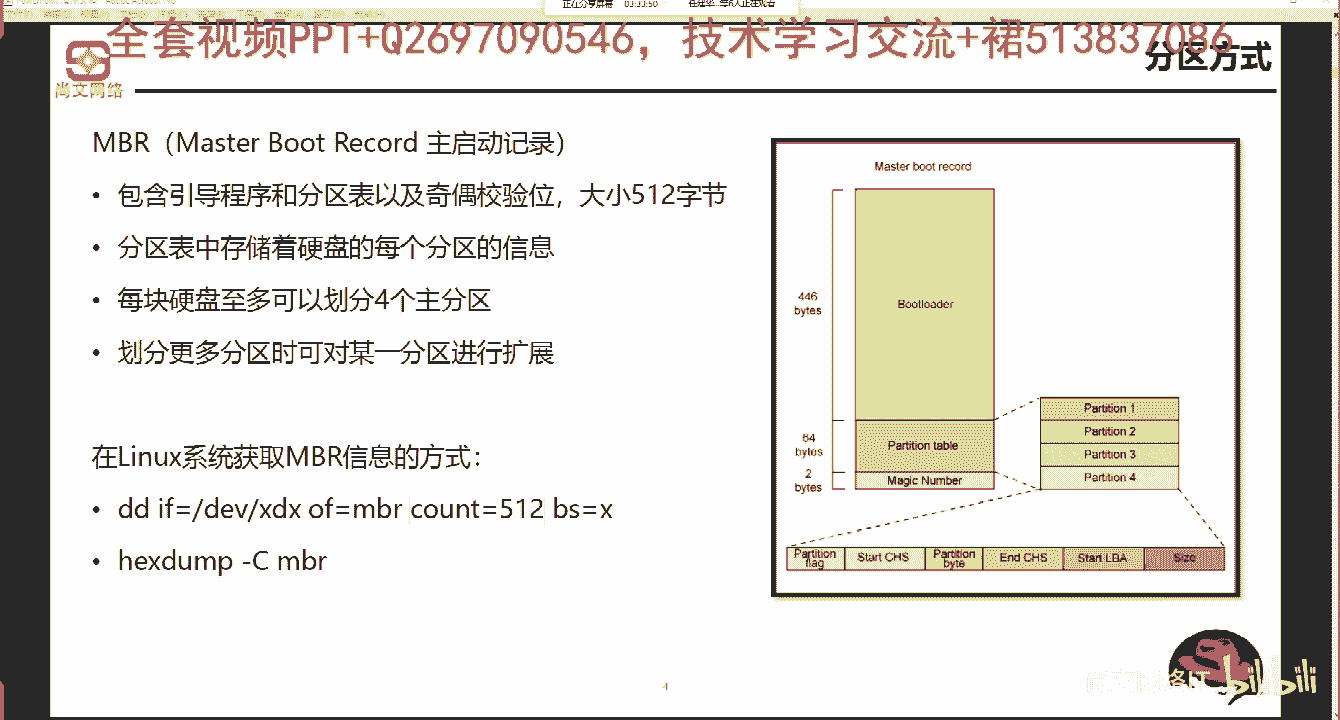 正在分享屏幕 03:33:50
全套视频PPT+Q2697090546，技术学习交流+裙513837086
分区方式
尚文网络
MBR（Master Boot Record 主启动记录）
• 包含引导程序和分区表以及奇偶校验位，大小512字节
• 分区表中存储着硬盘的每个分区的信息
• 每块硬盘至多可以划分4个主分区
• 划分更多分区时可对某一分区进行扩展
在Linux系统获取MBR信息的方式：
• dd if=/dev/xdx of=mbr count=512 bs=x
• hexdump -C mbr
Master boot record
446 bytes
Bootloader
64 bytes
Partition table
2 bytes
Magic Number
Partition 1
Partition 2
Partition 3
Partition 4
Partition flag
Start CHS
Partition byte
End CHS
Start LBA
Size
4
bilibili